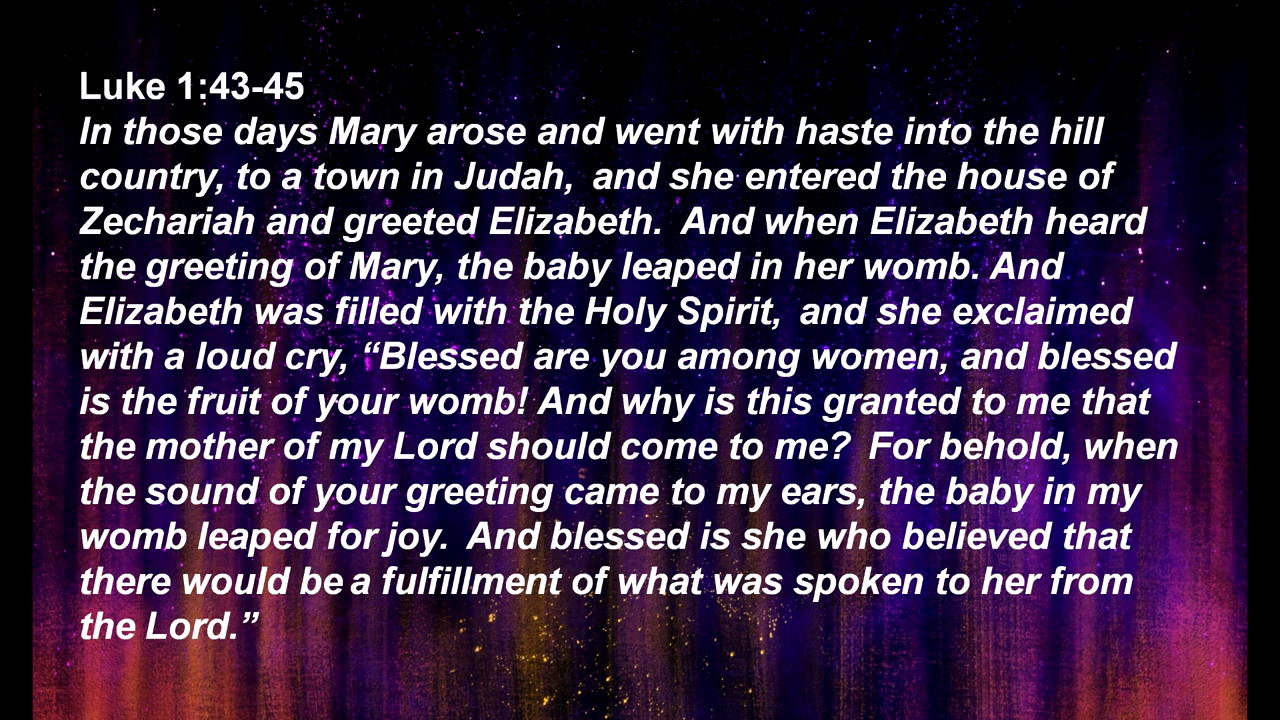 Luke 1:43-45
In those days Mary arose and went with haste into the hill
country, to a town in Judah,  and she entered the house of
Zechariah and greeted Elizabeth.  And when Elizabeth heard
the greeting of Mary, the baby leaped in her womb. And
Elizabeth was filled with the Holy Spirit,  and she exclaimed
with a loud cry, “Blessed are you among women, and blessed
is the fruit of your womb! And why is this granted to me that
the mother of my Lord should come to me?  For behold, when
the sound of your greeting came to my ears, the baby in my
womb leaped for joy.  And blessed is she who believed that
there would be a fulfillment of what was spoken to her from
the Lord.”